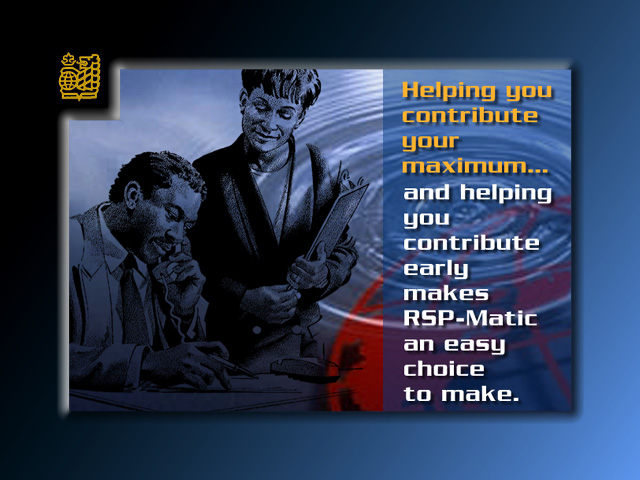 Helping you
contribute
your
maximum...
and helping
you
contribute
early
makes
RSP-Matic
an easy
choice
to make.